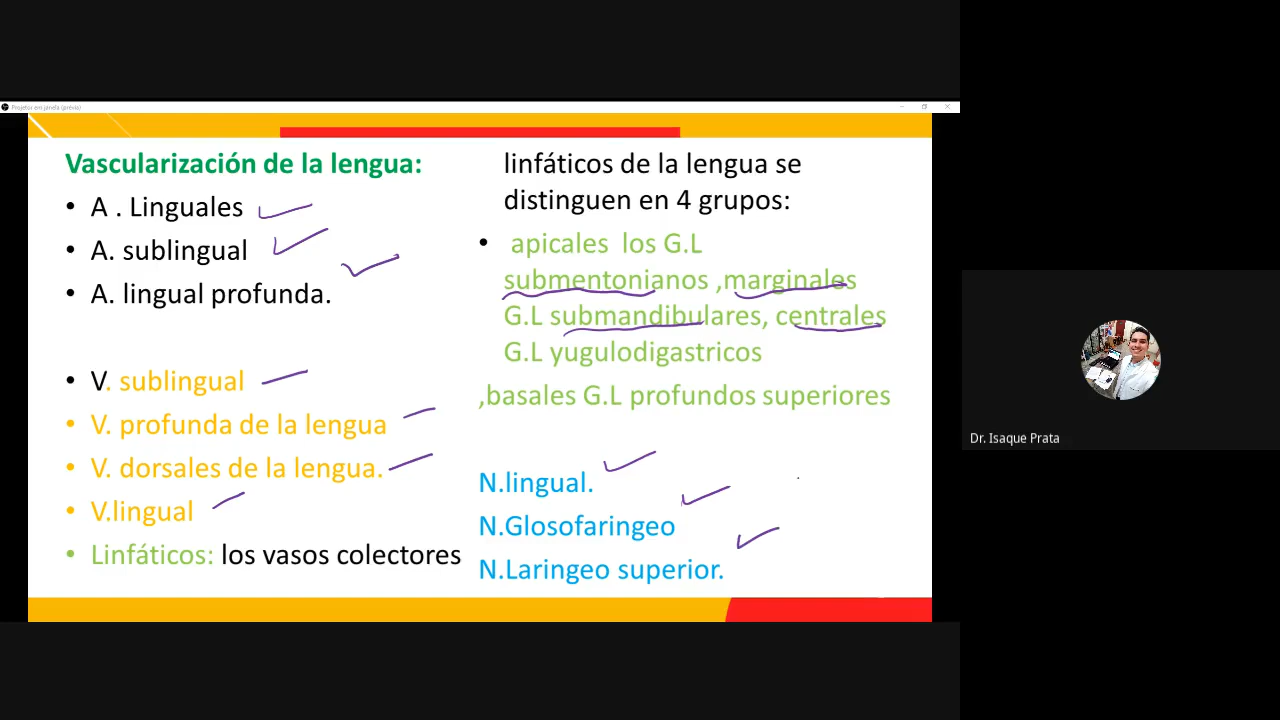 Projetor em janela (prévia)
Vascularización de la lengua:
• A . Linguales
• A. sublingual
• A. lingual profunda.
• V. sublingual
• V. profunda de la lengua
• V. dorsales de la lengua.
• V.lingual
• Linfáticos: los vasos colectores
linfáticos de la lengua se
distinguen en 4 grupos:
• apicales los G.L
submentonianos ,marginales
G.L submandibulares, centrales
G.L yugulodigastricos
,basales G.L profundos superiores
N.lingual.
N.Glosofaringeo
N.Laringeo superior.
Dr. Isaque Prata